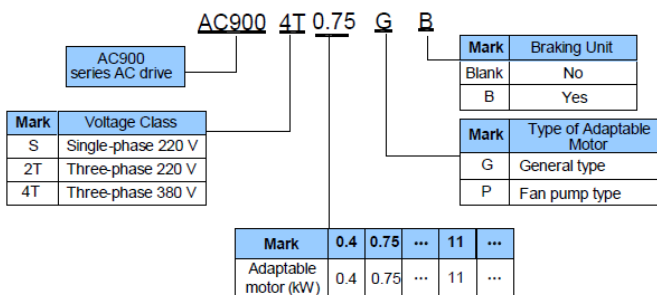 AC900 4T 0.75 G B
AC900
series AC drive
Mark Braking Unit
Blank No
B Yes
Mark Voltage Class
S Single-phase 220 V
2T Three-phase 220 V
4T Three-phase 380 V
Mark Type of Adaptable
Motor
G General type
P Fan pump type
Mark 0.4 0.75 ... 11 ...
Adaptable
motor (kW) 0.4 0.75 ... 11 ...